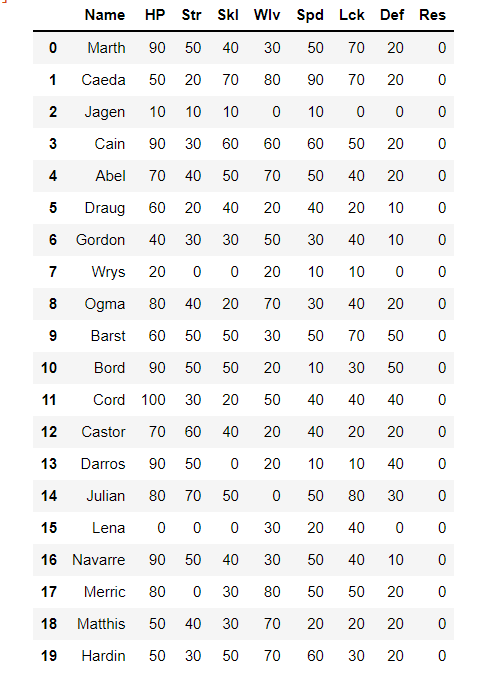 Name HP Str Skl Wlv Spd Lck Def Res
0 Marth 90 50 40 30 50 70 20 0
1 Caeda 50 20 70 80 90 70 20 0
2 Jagen 10 10 10 0 10 0 0 0
3 Cain 90 30 60 60 60 50 20 0
4 Abel 70 40 50 70 50 40 20 0
5 Draug 60 20 40 20 40 20 10 0
6 Gordon 40 30 30 50 30 40 10 0
7 Wrys 20 0 0 20 10 10 0 0
8 Ogma 80 40 20 70 30 40 20 0
9 Barst 60 50 50 30 50 70 50 0
10 Bord 90 50 50 20 10 30 50 0
11 Cord 100 30 20 50 40 40 40 0
12 Castor 70 60 40 20 40 20 20 0
13 Darros 90 50 0 20 10 10 40 0
14 Julian 80 70 50 0 50 80 30 0
15 Lena 0 0 0 30 20 40 0 0
16 Navarre 90 50 40 30 50 40 10 0
17 Merric 80 0 30 80 50 50 20 0
18 Matthis 50 40 30 70 20 20 20 0
19 Hardin 50 30 50 70 60 30 20 0